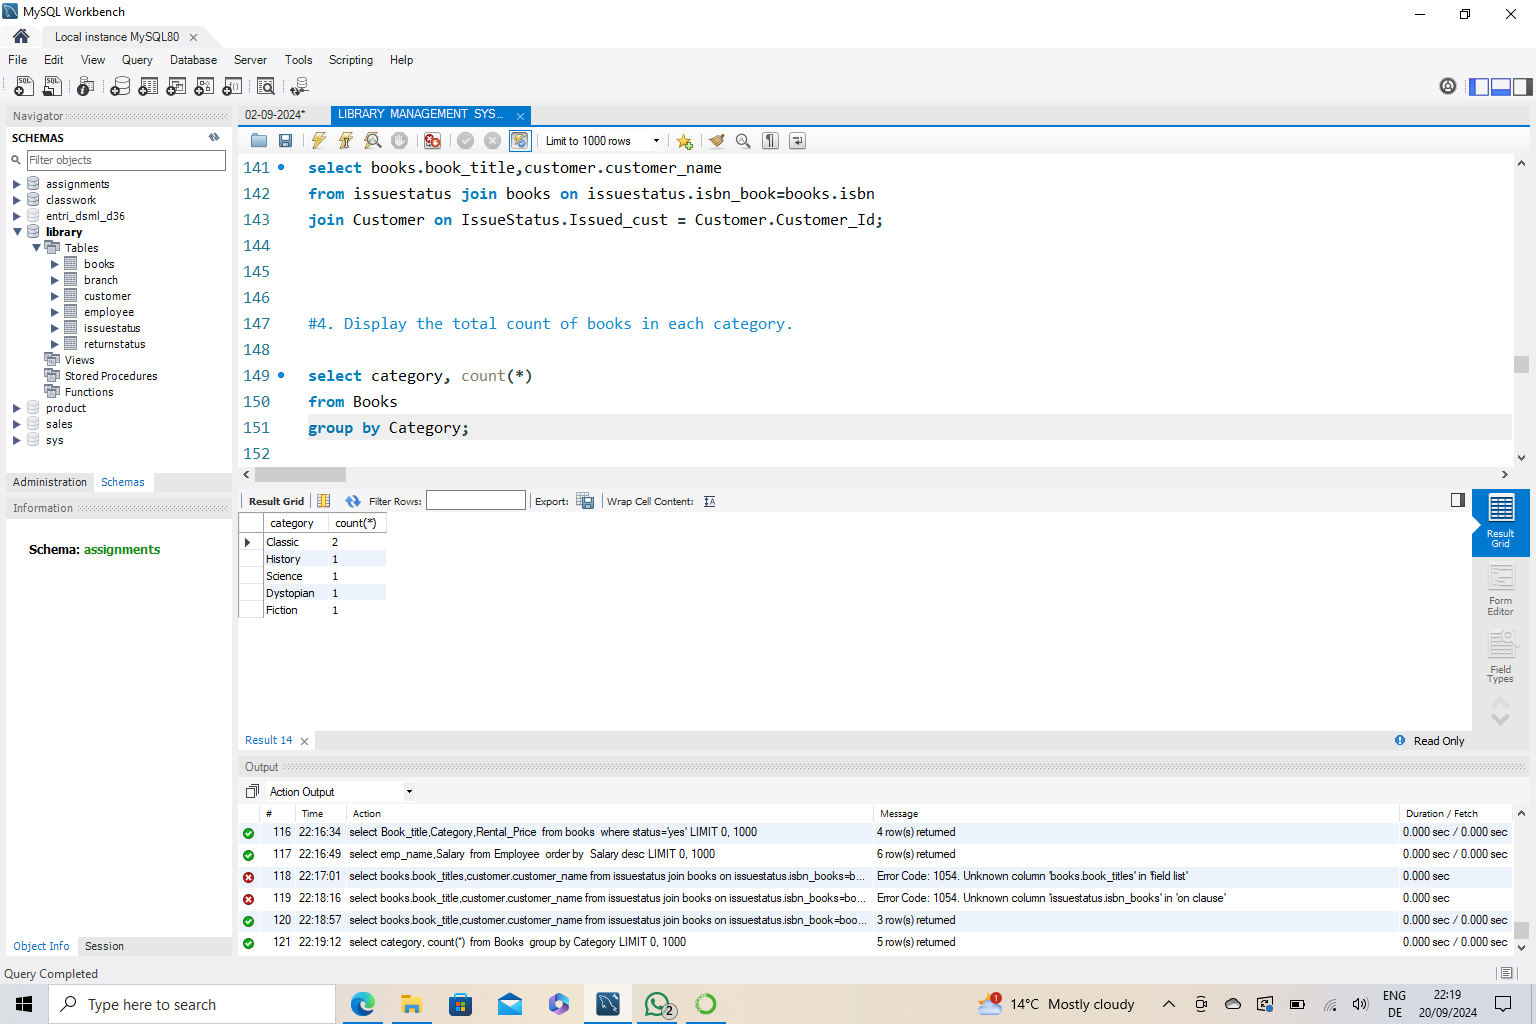 MySQL Workbench
Local instance MySQL80
File Edit View Query Database Server Tools Scripting Help
Navigator
SCHEMAS
Filter objects
assignments
classwork
entri_dsml_d36
library
Tables
books
branch
customer
employee
issuestatus
returnstatus
Views
Stored Procedures
Functions
product
sales
sys
Administration Schemas
Information
Schema: assignments
Object Info Session
02-09-2024* LIBRARY MANAGEMENT SYS...
Limit to 1000 rows
141 select books.book_title,customer.customer_name
142 from issuestatus join books on issuestatus.isbn_book=books.isbn
143 join Customer on IssueStatus.Issued_cust = Customer.Customer_Id;
144
145
146
147 #4. Display the total count of books in each category.
148
149 select category, count(*)
150 from Books
151 group by Category;
152
Result Grid Filter Rows: Export: Wrap Cell Content:
category count(*)
Classic 2
History 1
Science 1
Dystopian 1
Fiction 1
Result Grid
Form Editor
Field Types
Result 14 Read Only
Output
Action Output
# Time Action Message Duration / Fetch
116 22:16:34 select Book_title,Category,Rental_Price from books where status='yes' LIMIT 0, 1000 4 row(s) returned 0.000 sec / 0.000 sec
117 22:16:49 select emp_name,Salary from Employee order by Salary desc LIMIT 0, 1000 6 row(s) returned 0.000 sec / 0.000 sec
118 22:17:01 select books.book_titles,customer.customer_name from issuestatus join books on issuestatus.isbn_books=b... Error Code: 1054. Unknown column 'books.book_titles' in 'field list' 0.000 sec
119 22:18:16 select books.book_title,customer.customer_name from issuestatus join books on issuestatus.isbn_books=bo... Error Code: 1054. Unknown column 'issuestatus.isbn_books' in 'on clause' 0.000 sec
120 22:18:57 select books.book_title,customer.customer_name from issuestatus join books on issuestatus.isbn_book=boo... 3 row(s) returned 0.000 sec / 0.000 sec
121 22:19:12 select category, count(*) from Books group by Category LIMIT 0, 1000 5 row(s) returned 0.000 sec / 0.000 sec
Query Completed
Type here to search
2
1
14°C Mostly cloudy
ENG
DE
22:19
20/09/2024